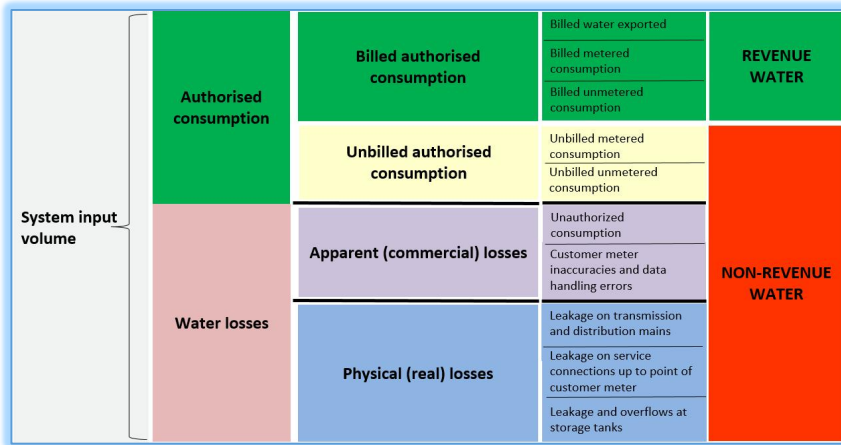 System input
volume
Authorised
consumption
Water losses
Billed authorised
consumption
Unbilled authorised
consumption
Apparent (commercial) losses
Physical (real) losses
Billed water exported
Billed metered
consumption
Billed unmetered
consumption
Unbilled metered
consumption
Unbilled unmetered
consumption
Unauthorized
consumption
Customer meter
inaccuracies and data
handling errors
Leakage on transmission
and distribution mains
Leakage on service
connections up to point of
customer meter
Leakage and overflows at
storage tanks
REVENUE
WATER
NON-REVENUE
WATER